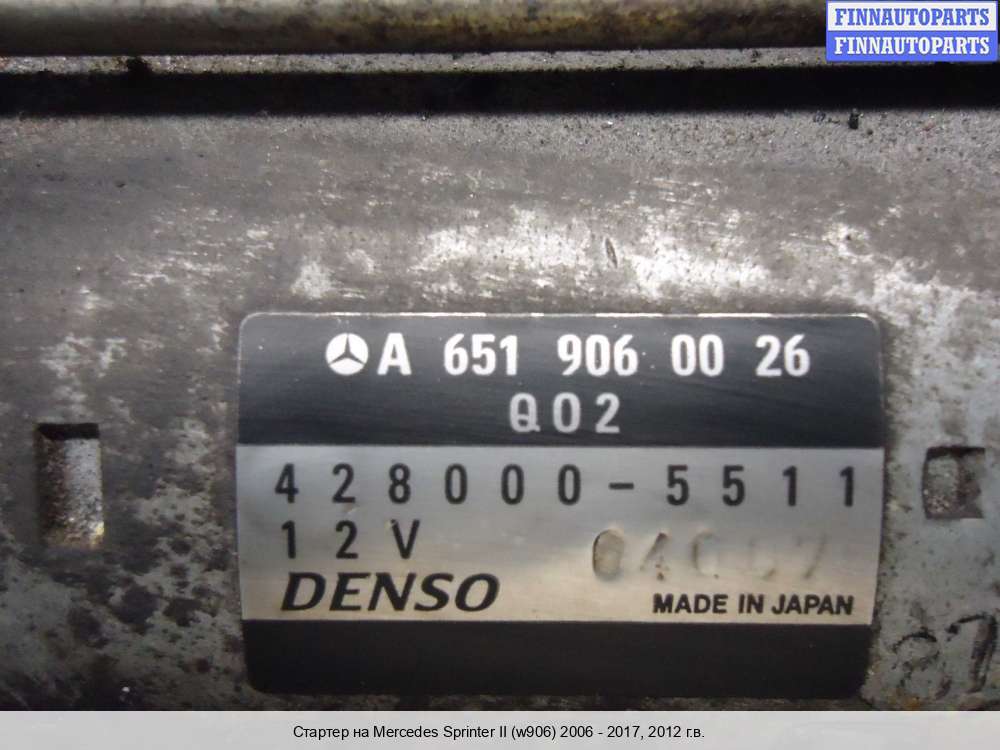 FINNAUTOPARTS
FINNAUTOPARTS
A 651 906 00 26
Q02
428000-5511
12V
DENSO
MADE IN JAPAN
Стартер на Mercedes Sprinter II (w906) 2006 - 2017, 2012 г.в.